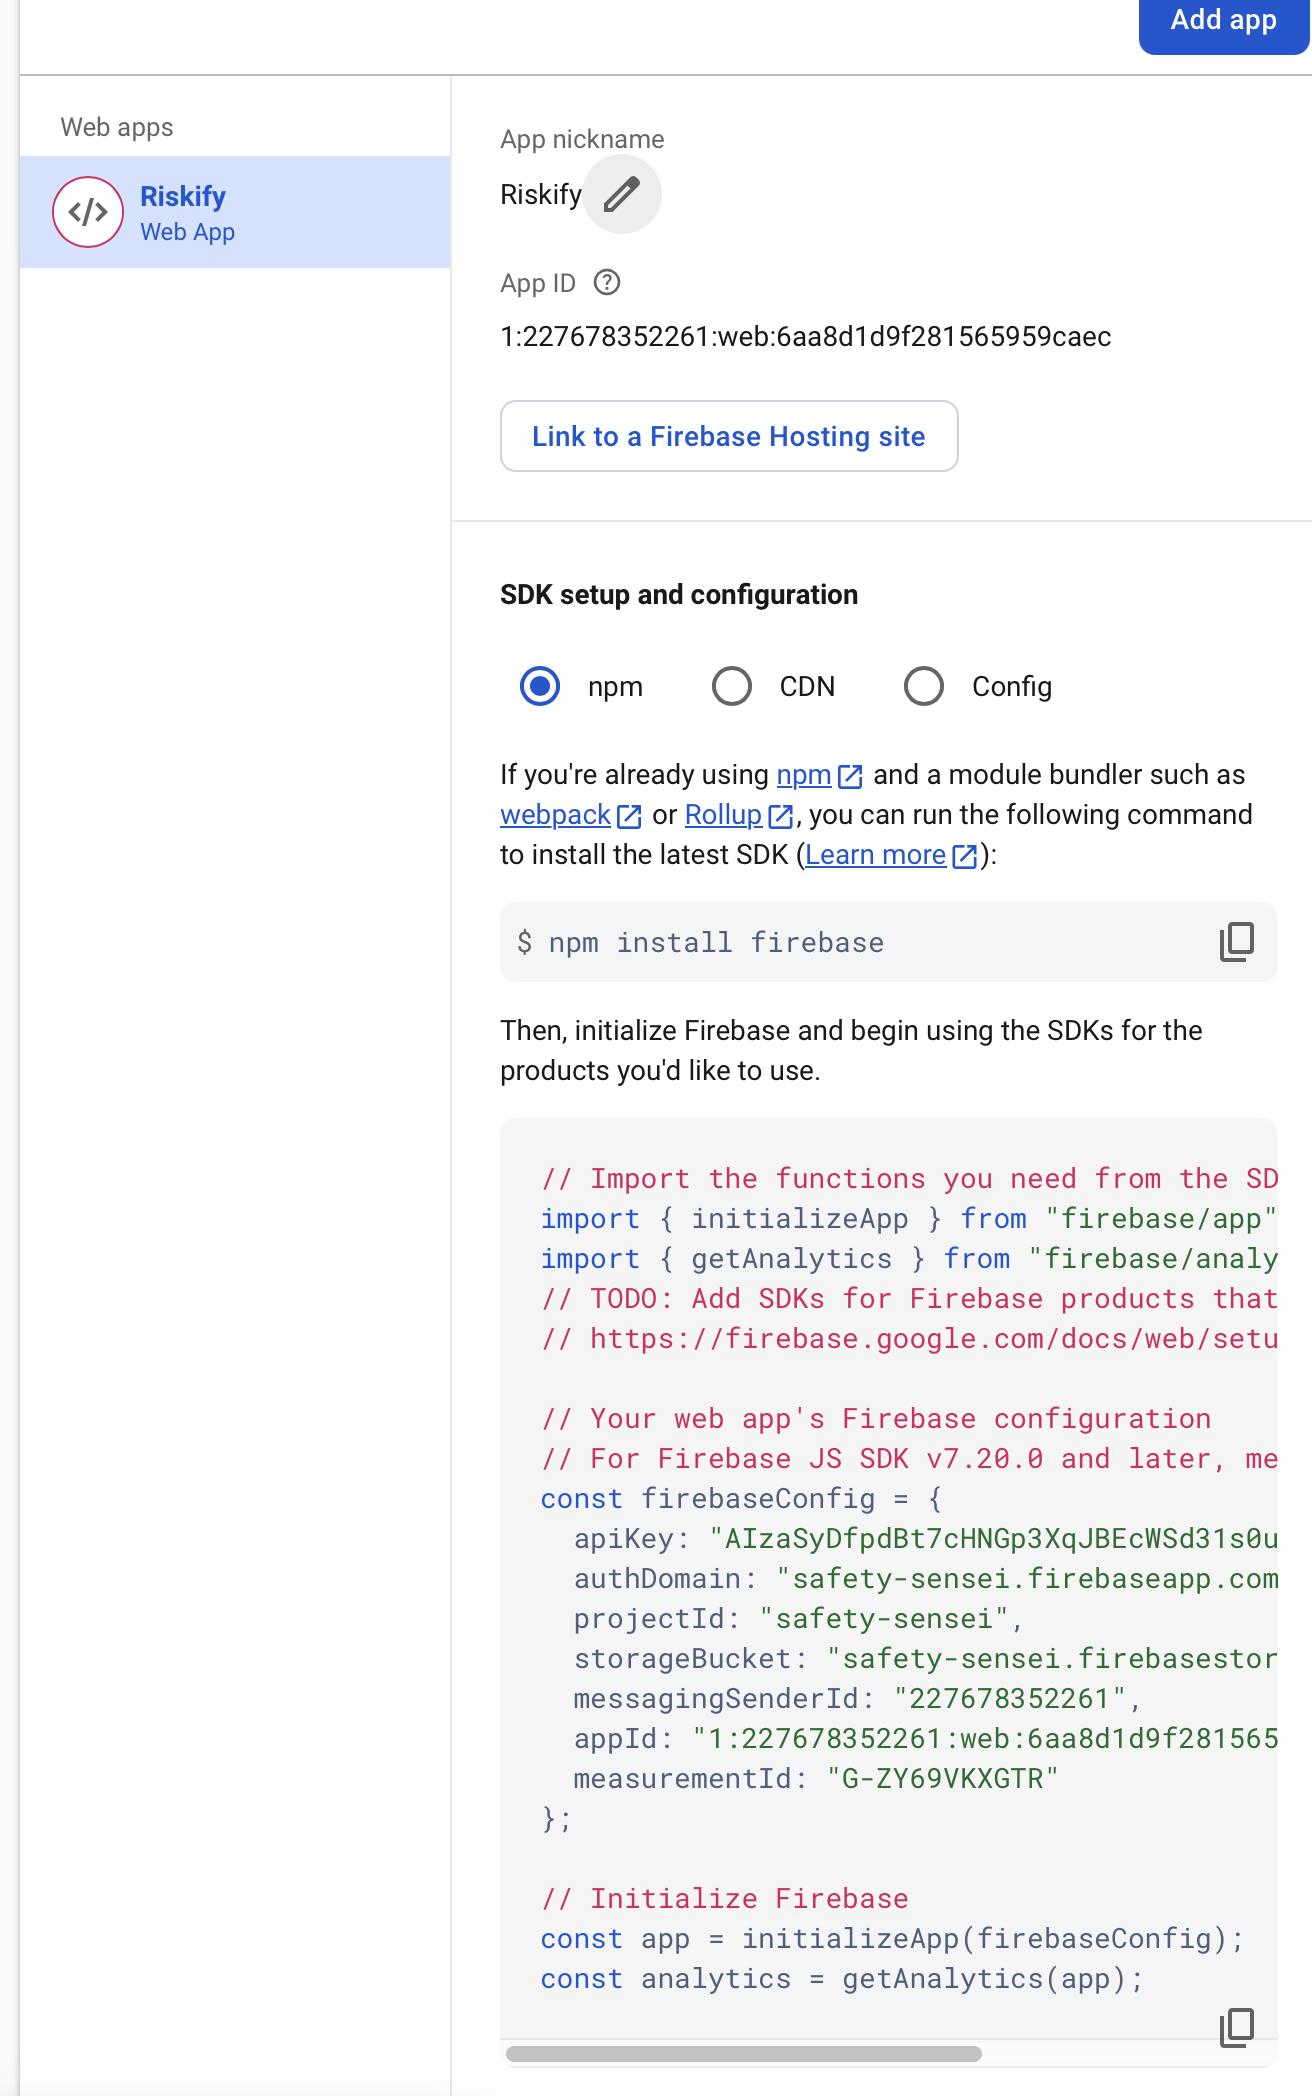 Add app
Web apps
Riskify
Web App
App nickname
Riskify
App ID
1:227678352261:web:6aa8d1d9f281565959caec
Link to a Firebase Hosting site
SDK setup and configuration
npm
CDN
Config
If you're already using npm and a module bundler such as
webpack or Rollup, you can run the following command
to install the latest SDK (Learn more):
$ npm install firebase
Then, initialize Firebase and begin using the SDKs for the
products you'd like to use.
// Import the functions you need from the SD
import { initializeApp } from "firebase/app"
import { getAnalytics } from "firebase/analy
// TODO: Add SDKs for Firebase products that
// https://firebase.google.com/docs/web/setu
// Your web app's Firebase configuration
// For Firebase JS SDK v7.20.0 and later, me
const firebaseConfig = {
  apiKey: "AIzaSyDfpdBt7cHNGp3XqJBEcWSd31s0u
  authDomain: "safety-sensei.firebaseapp.com
  projectId: "safety-sensei",
  storageBucket: "safety-sensei.firebasestor
  messagingSenderId: "227678352261",
  appId: "1:227678352261:web:6aa8d1d9f281565
  measurementId: "G-ZY69VKXGTR"
};
// Initialize Firebase
const app = initializeApp(firebaseConfig);
const analytics = getAnalytics(app);